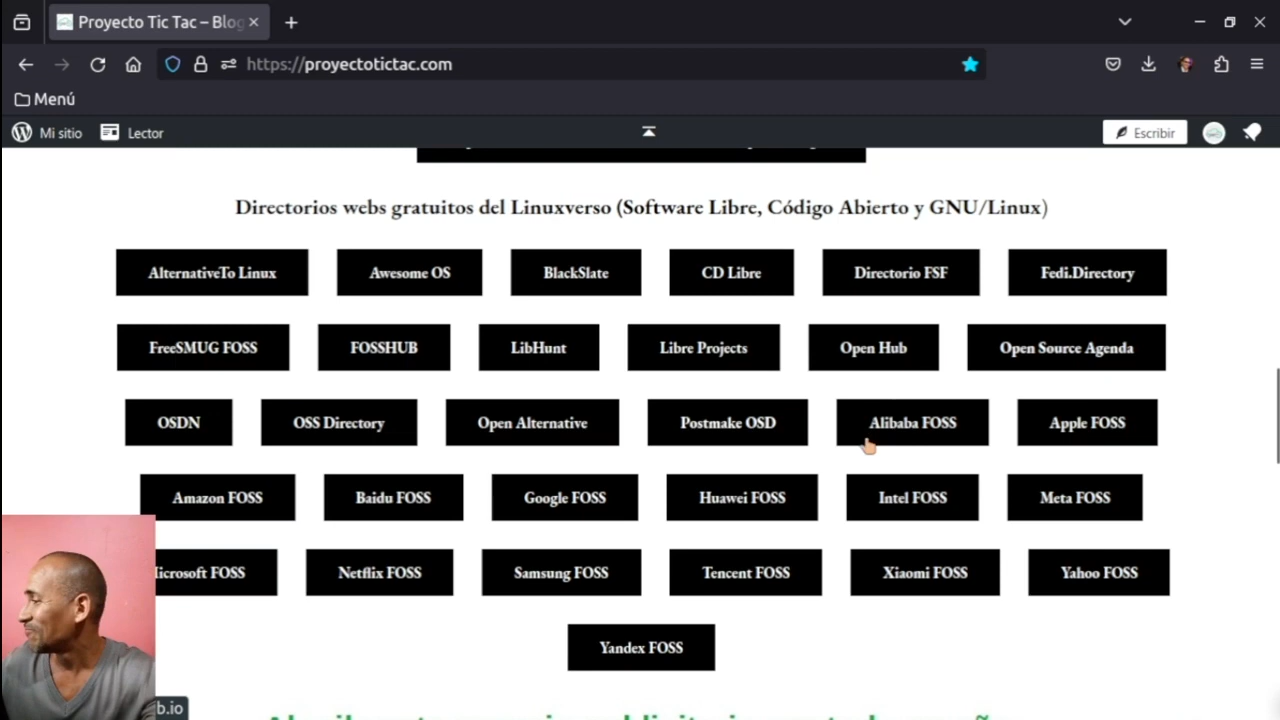 Proyecto Tic Tac – Blog
https://proyectotictac.com
Menú
Mi sitio Lector Escribir
Directorios webs gratuitos del Linuxverso (Software Libre, Código Abierto y GNU/Linux)
AlternativeTo Linux Awesome OS BlackSlate CD Libre Directorio FSF Fedi.Directory
FreeSMUG FOSS FOSSHUB LibHunt Libre Projects Open Hub Open Source Agenda
OSDN OSS Directory Open Alternative Postmake OSD Alibaba FOSS Apple FOSS
Amazon FOSS Baidu FOSS Google FOSS Huawei FOSS Intel FOSS Meta FOSS
icrosoft FOSS Netflix FOSS Samsung FOSS Tencent FOSS Xiaomi FOSS Yahoo FOSS
Yandex FOSS
b.io